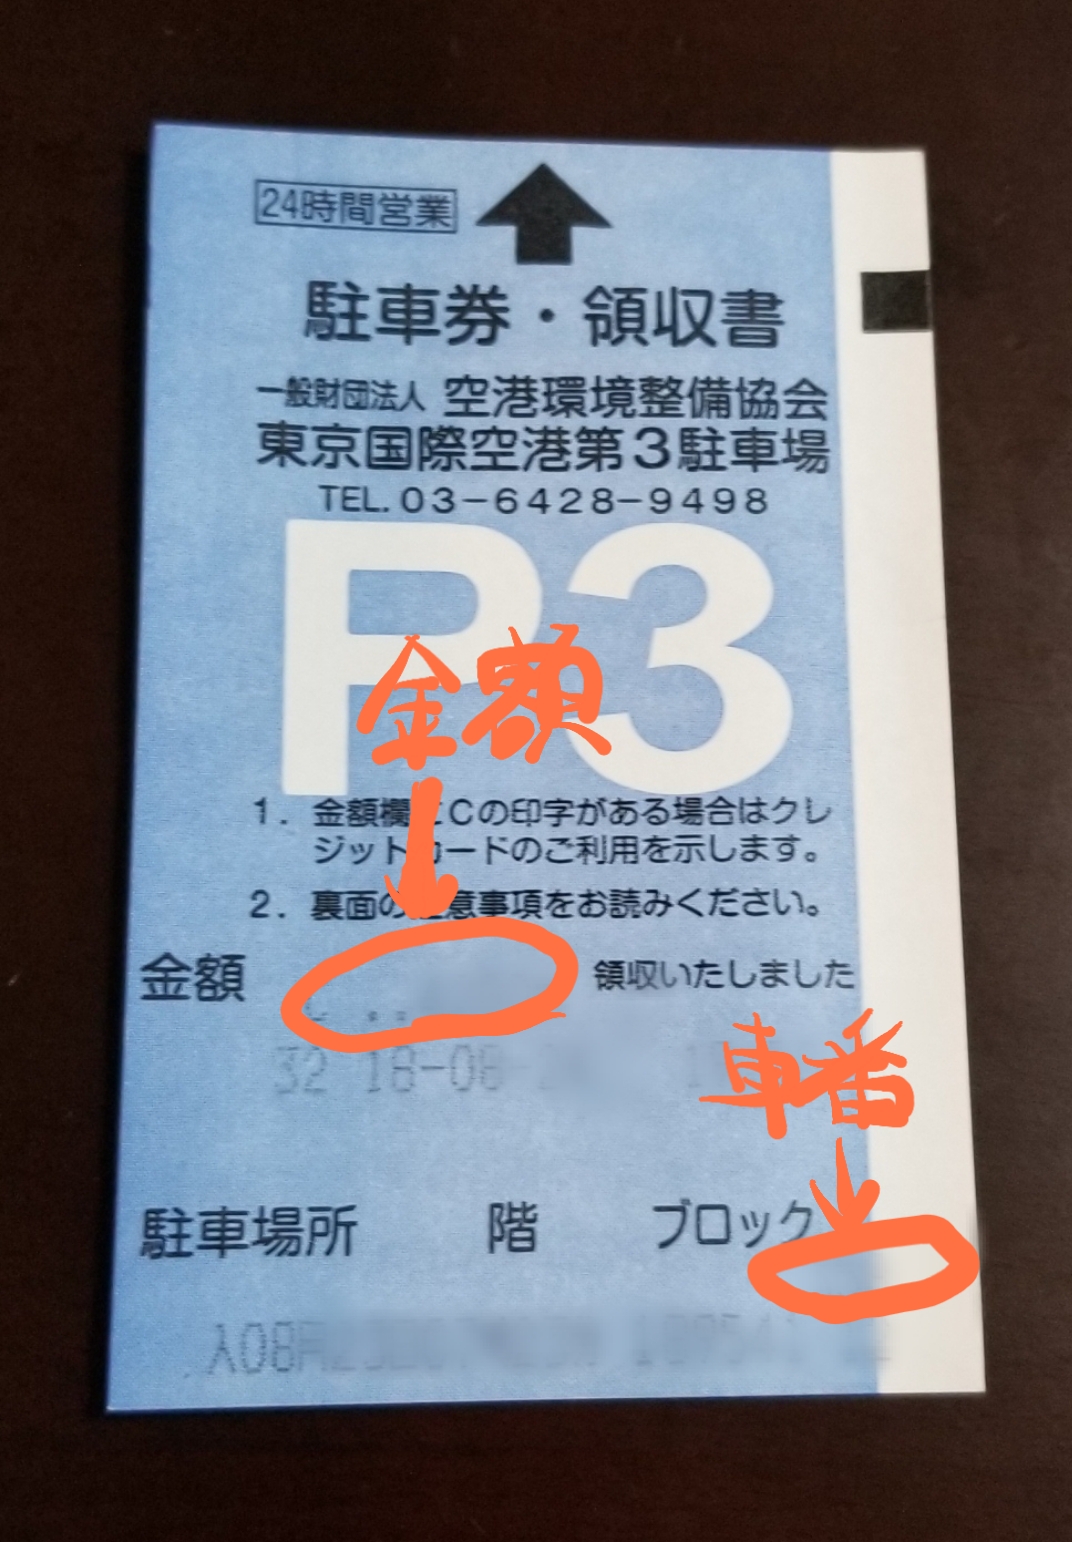 24時間営業
駐車券・領収書
一般財団法人 空港環境整備協会
東京国際空港第3駐車場
TEL.03-6428-9498
P3
金額
1. 金額欄にCの印字がある場合はクレ
ジットカードのご利用を示します。
2. 裏面の注意事項をお読みください。
金額 領収いたしました
32 18-06
車番
駐車場所 階 ブロック